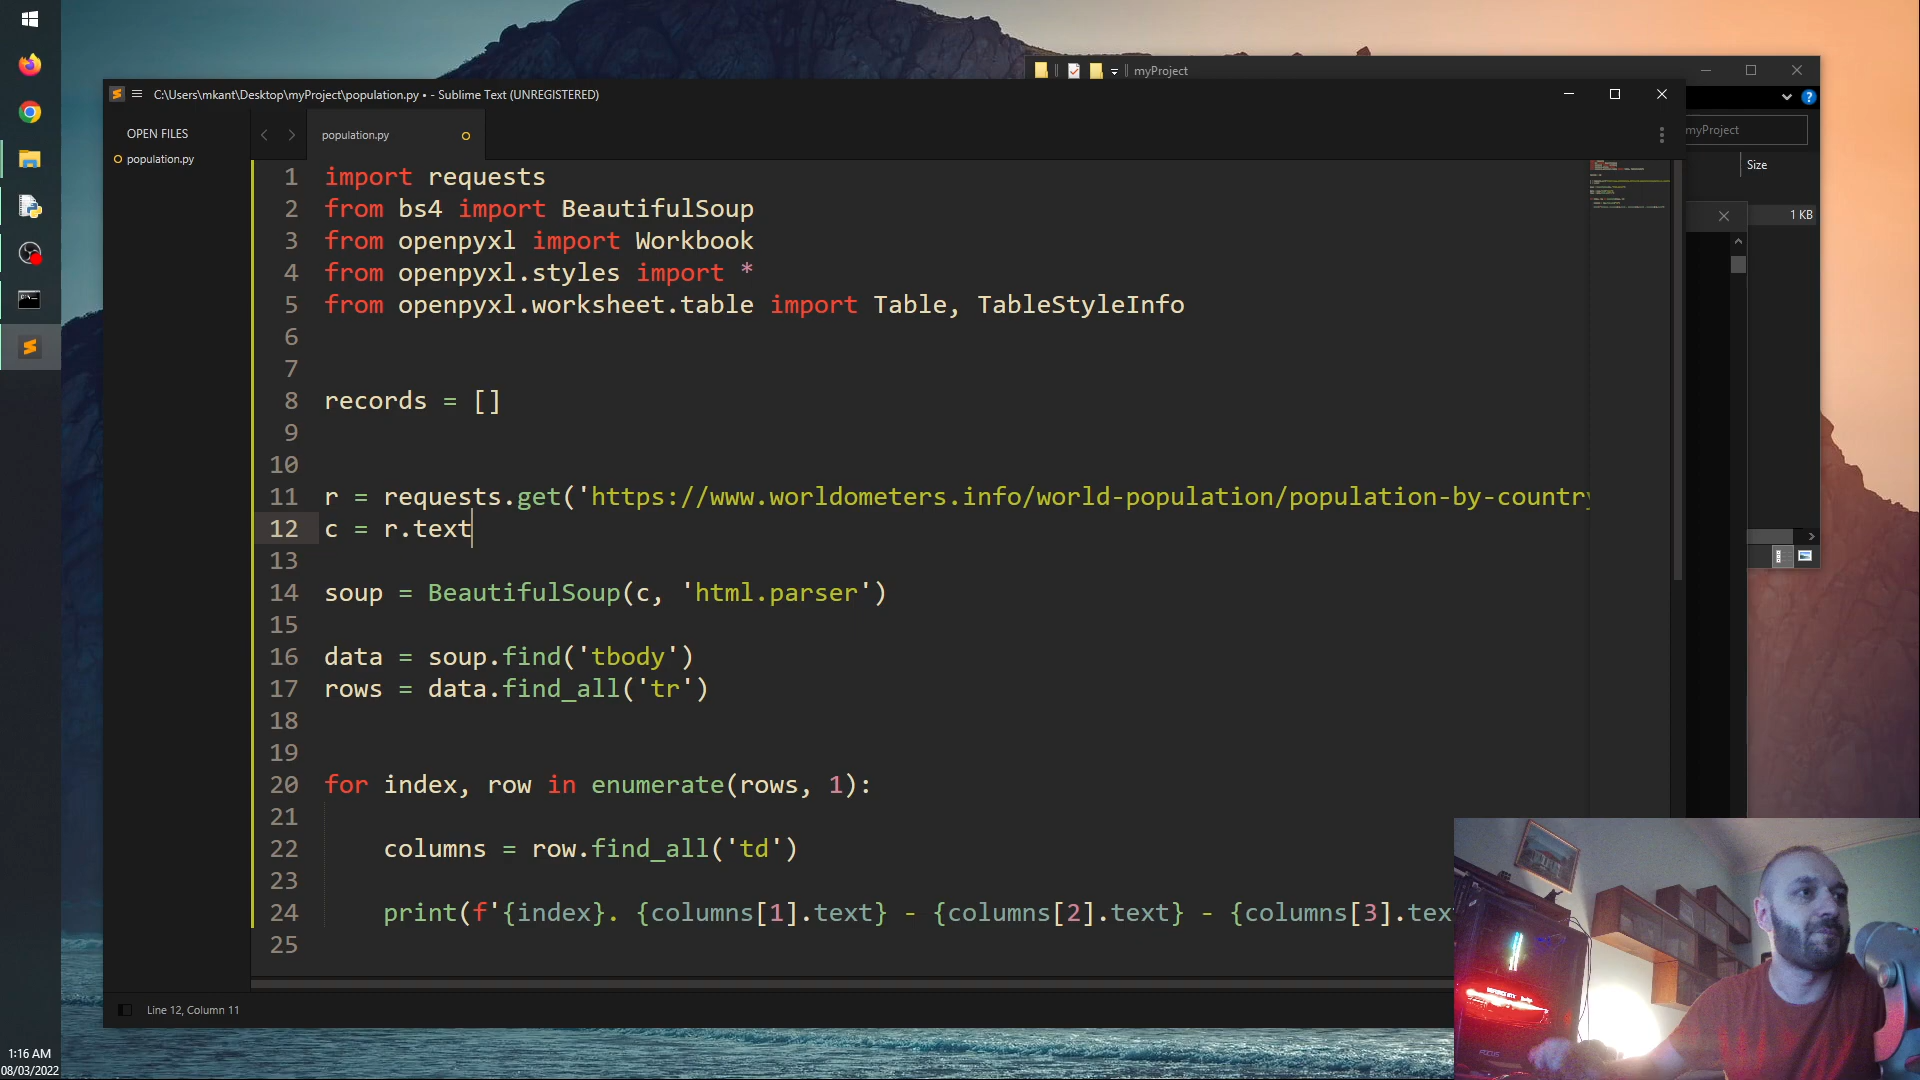 myProject
C:\Users\mkant\Desktop\myProject\population.py • - Sublime Text (UNREGISTERED)
myProject
OPEN FILES
population.py
population.py
Size
1 KB
1 import requests
2 from bs4 import BeautifulSoup
3 from openpyxl import Workbook
4 from openpyxl.styles import *
5 from openpyxl.worksheet.table import Table, TableStyleInfo
6
7
8 records = []
9
10
11 r = requests.get('https://www.worldometers.info/world-population/population-by-country
12 c = r.text
13
14 soup = BeautifulSoup(c, 'html.parser')
15
16 data = soup.find('tbody')
17 rows = data.find_all('tr')
18
19
20 for index, row in enumerate(rows, 1):
21
22 columns = row.find_all('td')
23
24 print(f'{index}. {columns[1].text} - {columns[2].text} - {columns[3].tex
25
Line 12, Column 11
1:16 AM
08/03/2022